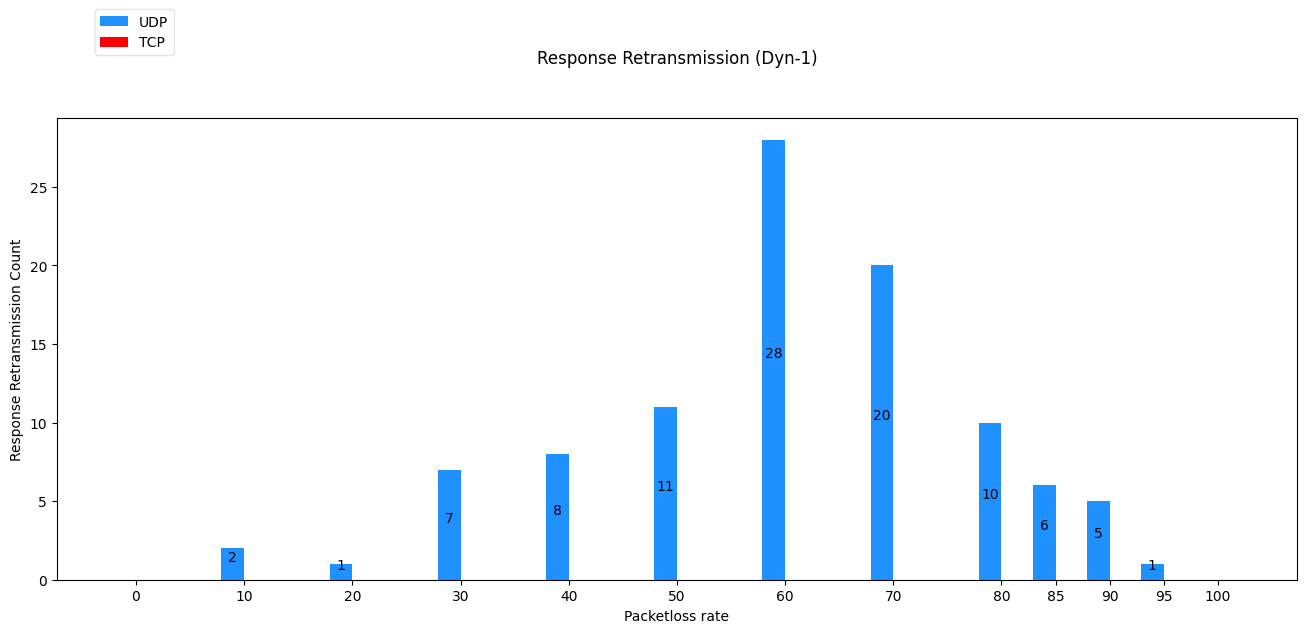 UDP
TCP
Response Retransmission (Dyn-1)
Response Retransmission Count
25
20
15
10
5
0
2
1
7
8
11
28
20
10
6
5
1
0 10 20 30 40 50 60 70 80 85 90 95 100
Packetloss rate